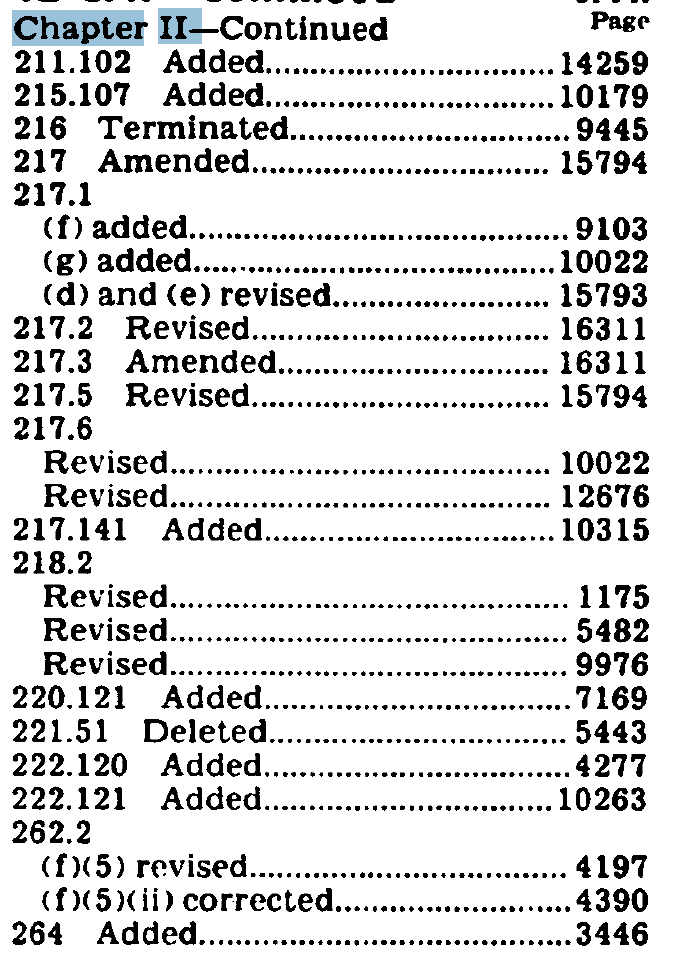 Chapter II—Continued Page
211.102 Added..............................14259
215.107 Added..............................10179
216 Terminated..............................9445
217 Amended.............................. 15794
217.1
(f) added..............................9103
(g) added..............................10022
(d) and (e) revised.............................. 15793
217.2 Revised.............................. 16311
217.3 Amended.............................. 16311
217.5 Revised.............................. 15794
217.6
Revised.............................. 10022
Revised.............................. 12676
217.141 Added..............................10315
218.2
Revised.............................. 1175
Revised.............................. 5482
Revised.............................. 9976
220.121 Added..............................7169
221.51 Deleted.............................. 5443
222.120 Added..............................4277
222.121 Added..............................10263
262.2
(f)(5) revised.............................. 4197
(f)(5)(ii) corrected..............................4390
264 Added..............................3446